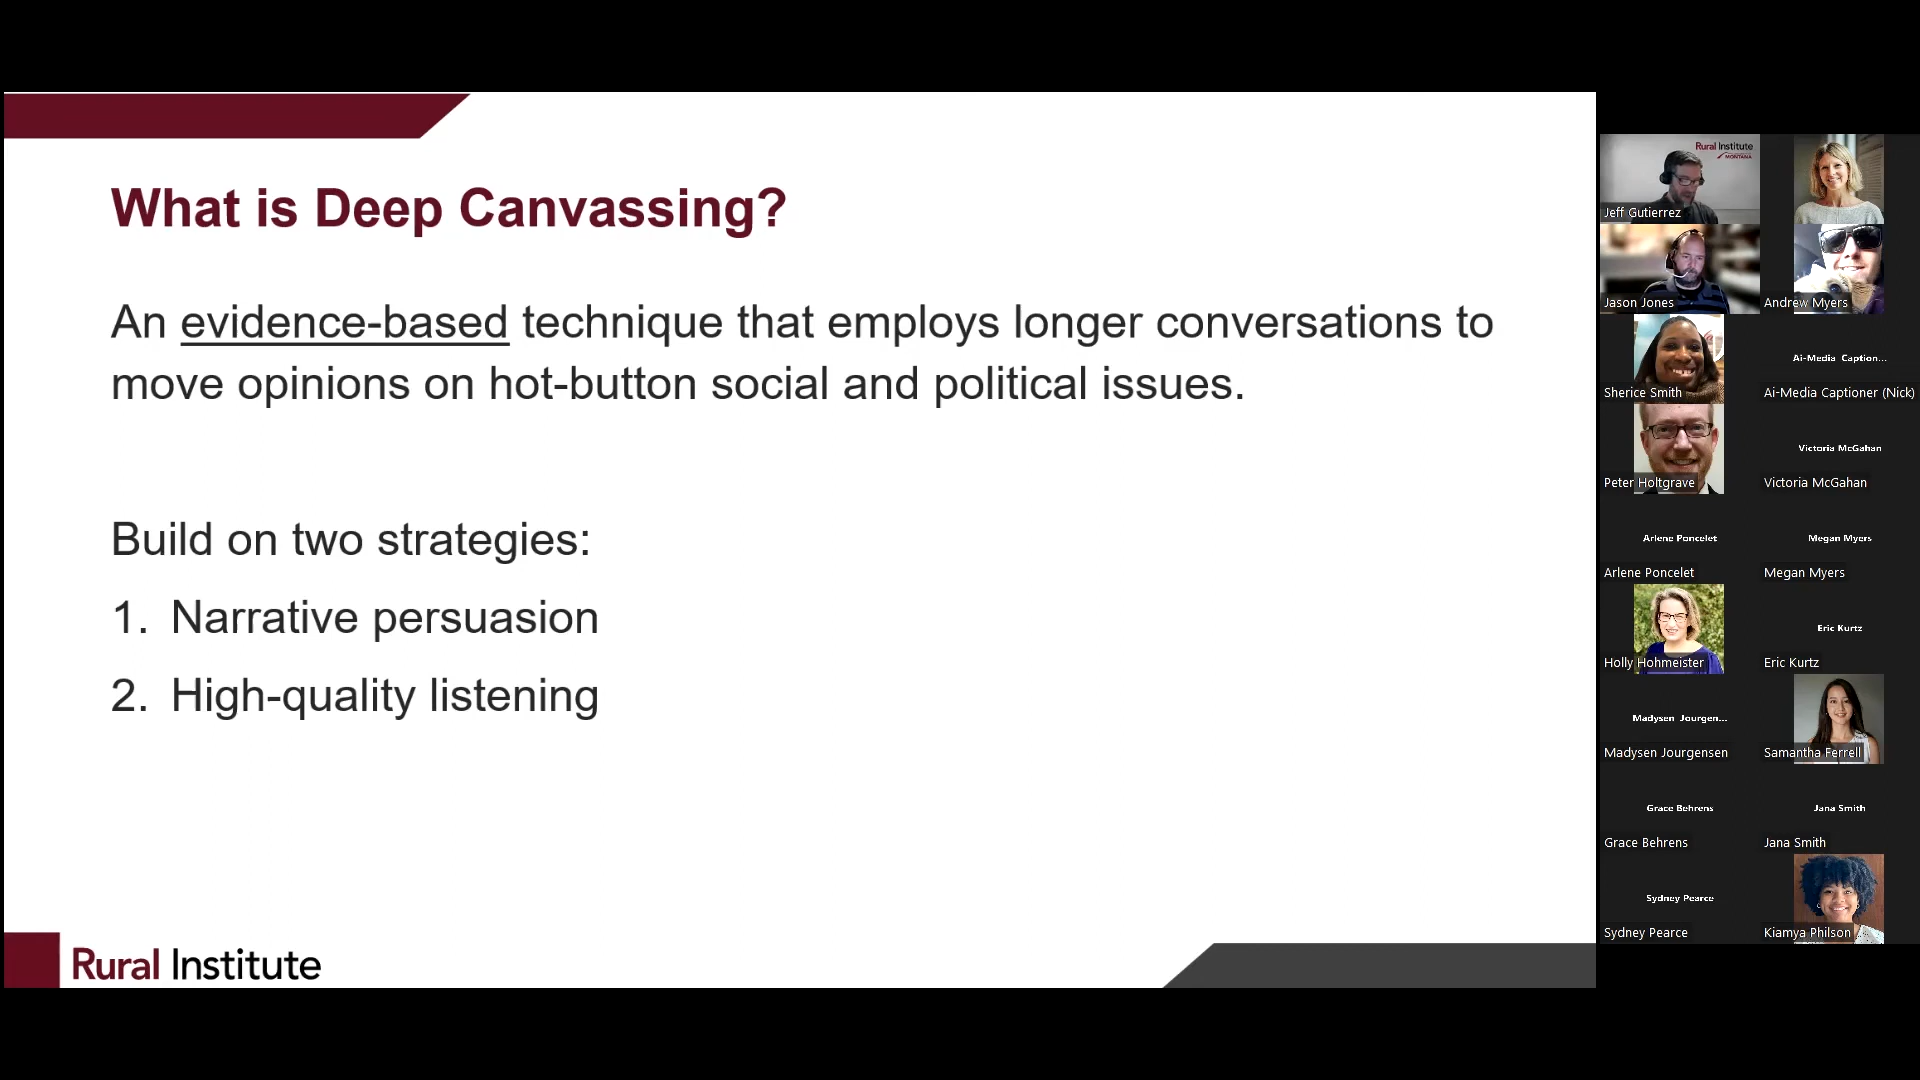 What is Deep Canvassing?
An evidence-based technique that employs longer conversations to
move opinions on hot-button social and political issues.
Build on two strategies:
1. Narrative persuasion
2. High-quality listening
Rural Institute
Rural Institute
MONTANA
Jeff Gutierrez
Jason Jones
Andrew Myers
Sherice Smith
Ai-Media Caption...
Ai-Media Captioner (Nick)
Peter Holtgrave
Victoria McGahan
Victoria McGahan
Arlene Poncelet
Arlene Poncelet
Megan Myers
Megan Myers
Holly Hohmeister
Eric Kurtz
Eric Kurtz
Madysen Jourgen...
Madysen Jourgensen
Samantha Ferrell
Grace Behrens
Grace Behrens
Jana Smith
Jana Smith
Sydney Pearce
Sydney Pearce
Kiamya Philson